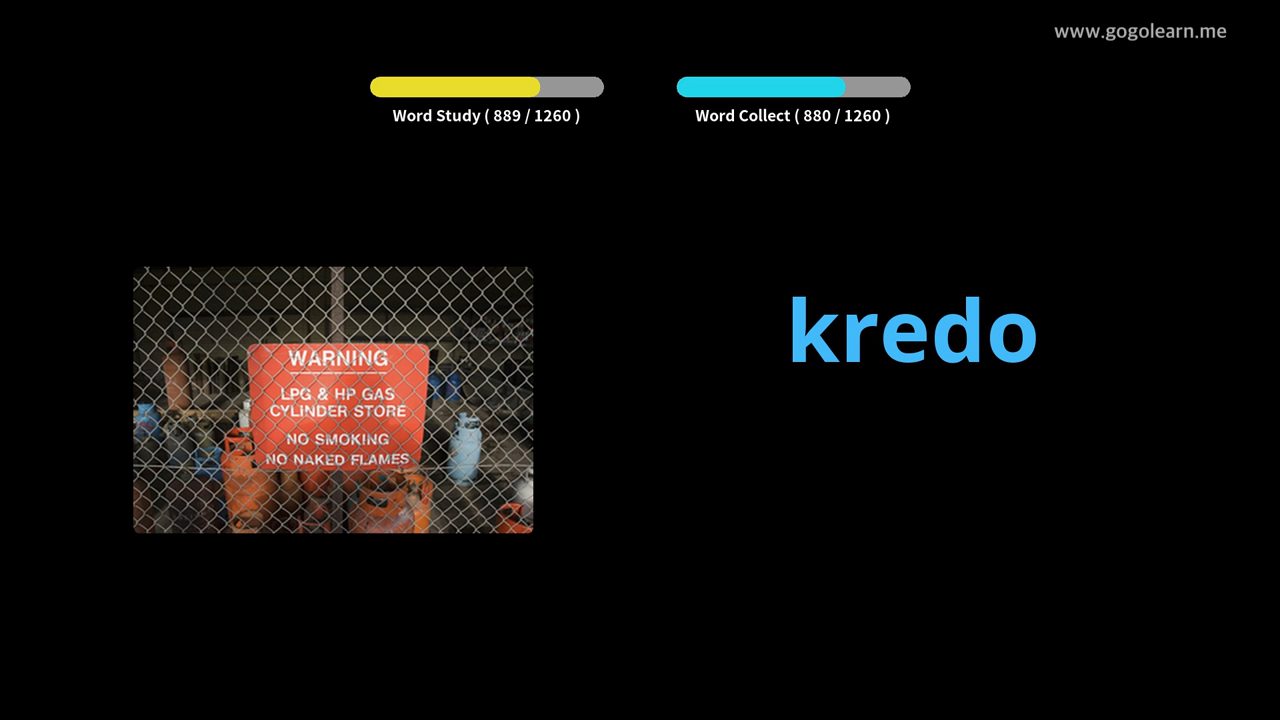 www.gogolearn.me
Word Study ( 889 / 1260 )
Word Collect ( 880 / 1260 )
WARNING
LPG & HP GAS
CYLINDER STORE
NO SMOKING
NO NAKED FLAMES
kredo